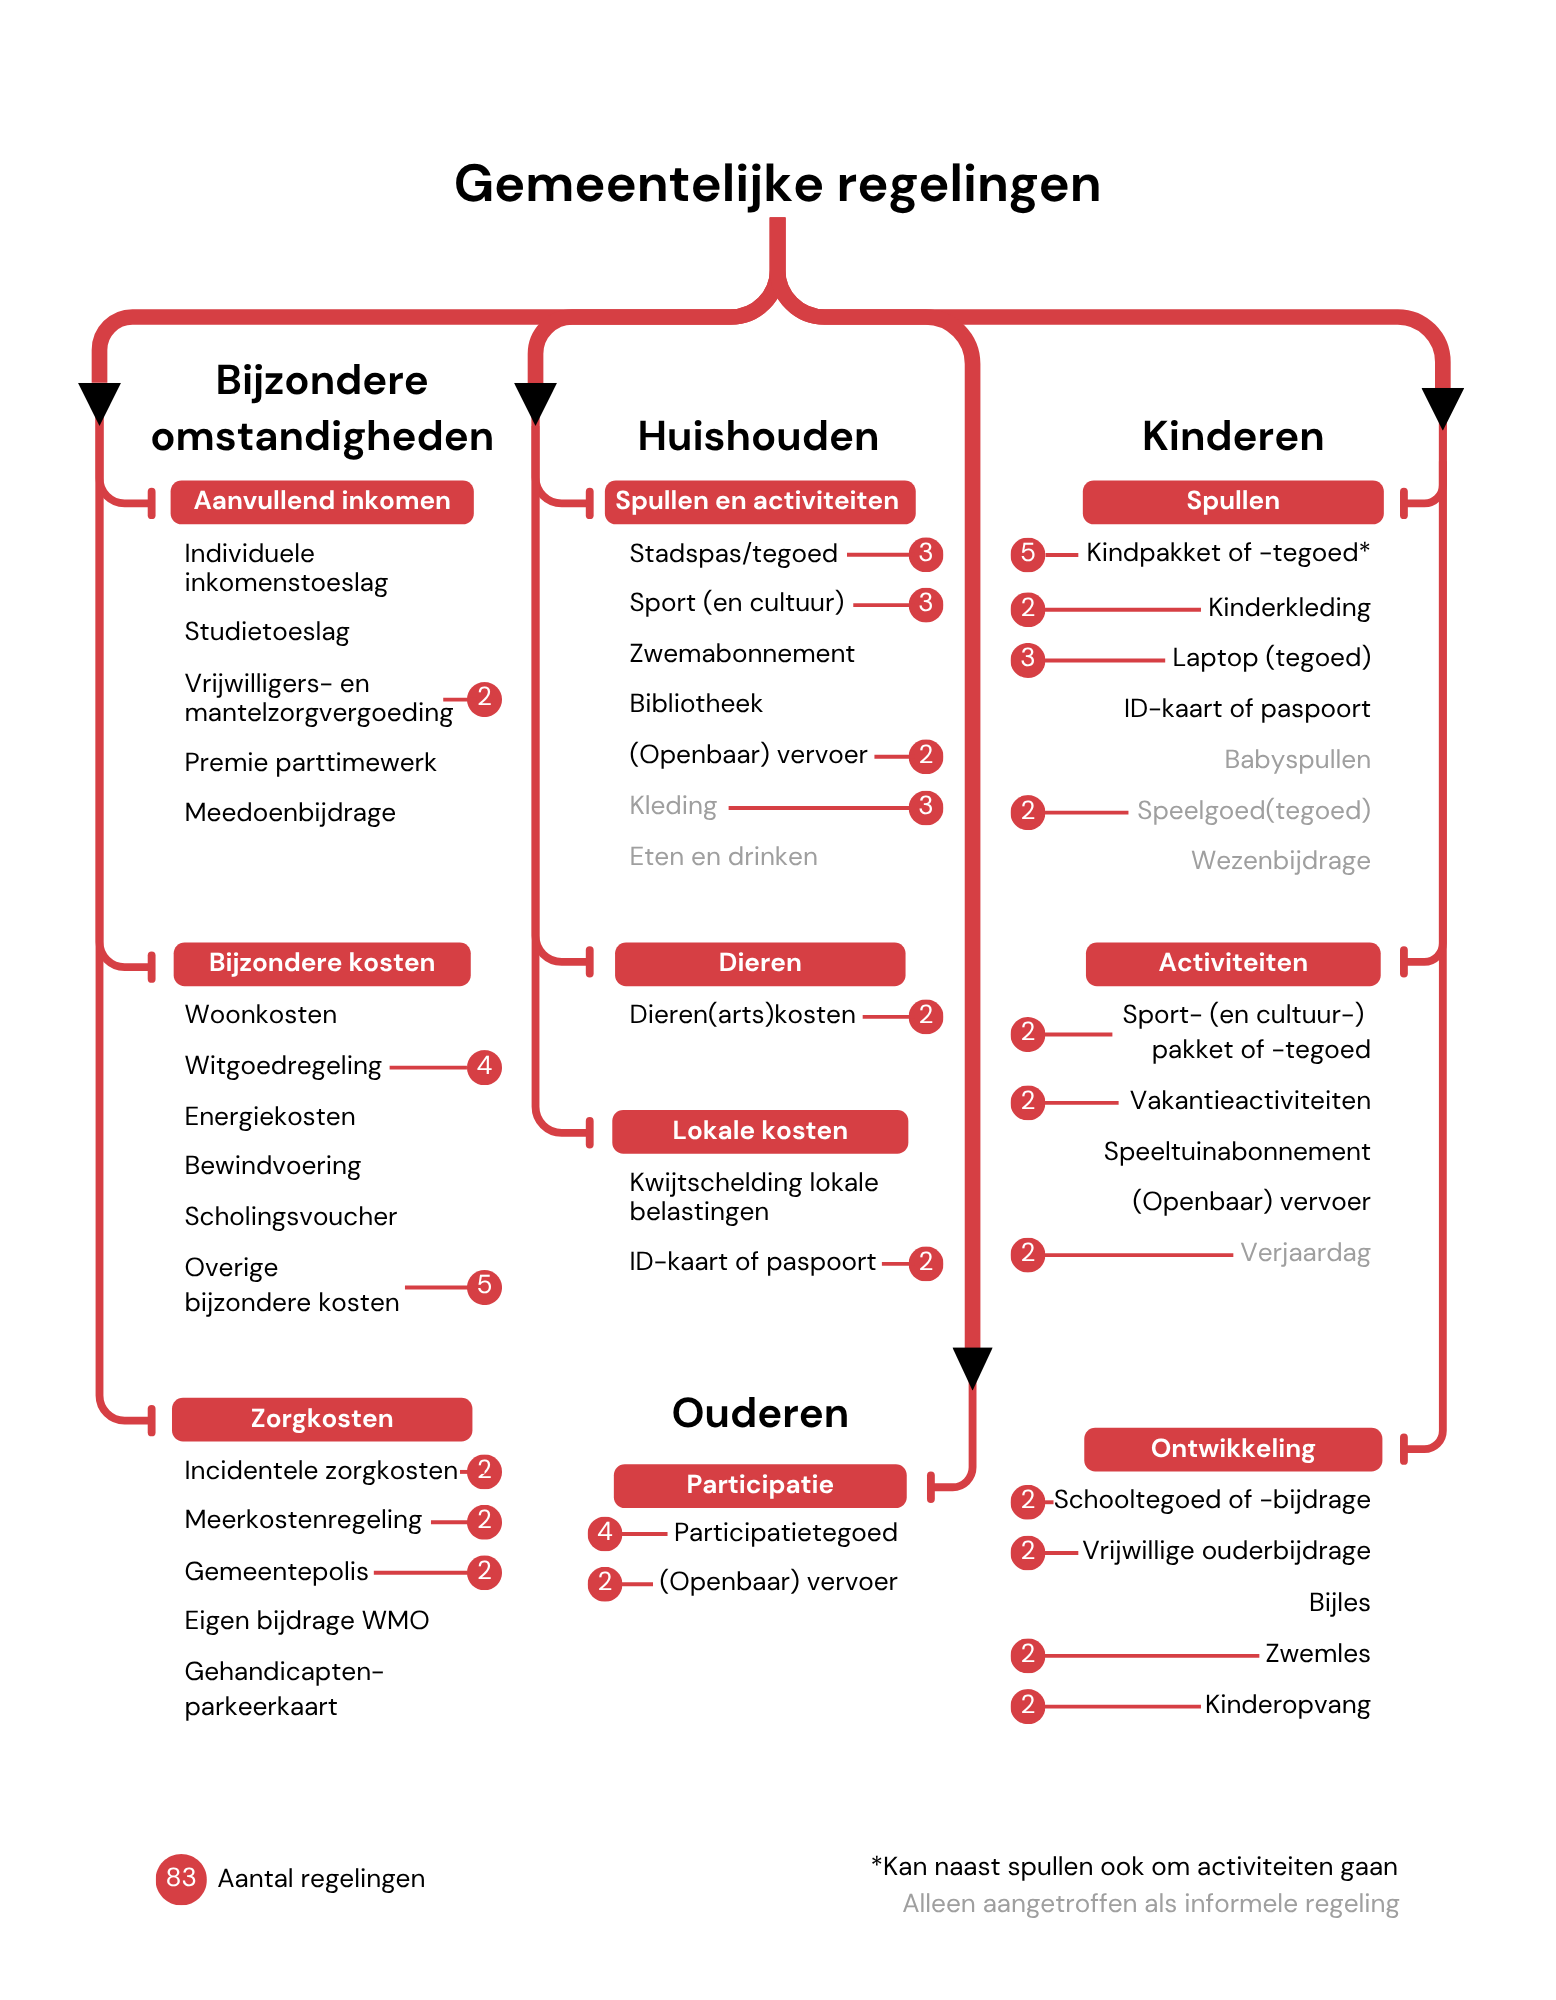 Gemeentelijke regelingen
Bijzondere
omstandigheden
Aanvullend inkomen
Individuele
inkomenstoeslag
Studietoeslag
Vrijwilligers- en
mantelzorgvergoeding 2
Premie parttimewerk
Meedoenbijdrage
Bijzondere kosten
Woonkosten
Witgoedregeling 4
Energiekosten
Bewindvoering
Scholingsvoucher
Overige
bijzondere kosten 5
Zorgkosten
Incidentele zorgkosten 2
Meerkostenregeling 2
Gemeentepolis 2
Eigen bijdrage WMO
Gehandicapten-
parkeerkaart
Huishouden
Spullen en activiteiten
Stadspas/tegoed 3
Sport (en cultuur) 3
Zwemabonnement
Bibliotheek
(Openbaar) vervoer 2
Kleding 3
Eten en drinken
Dieren
Dieren(arts)kosten 2
Lokale kosten
Kwijtschelding lokale
belastingen
ID-kaart of paspoort 2
Ouderen
Participatie
4 Participatietegoed
2 (Openbaar) vervoer
Kinderen
Spullen
5 Kindpakket of -tegoed*
2 Kinderkleding
3 Laptop (tegoed)
ID-kaart of paspoort
Babyspullen
2 Speelgoed(tegoed)
Wezenbijdrage
Activiteiten
Sport- (en cultuur-)
2 pakket of -tegoed
2 Vakantieactiviteiten
Speeltuinabonnement
(Openbaar) vervoer
2 Verjaardag
Ontwikkeling
2 Schooltegoed of -bijdrage
2 Vrijwillige ouderbijdrage
Bijles
2 Zwemles
2 Kinderopvang
83 Aantal regelingen
*Kan naast spullen ook om activiteiten gaan
Alleen aangetroffen als informele regeling